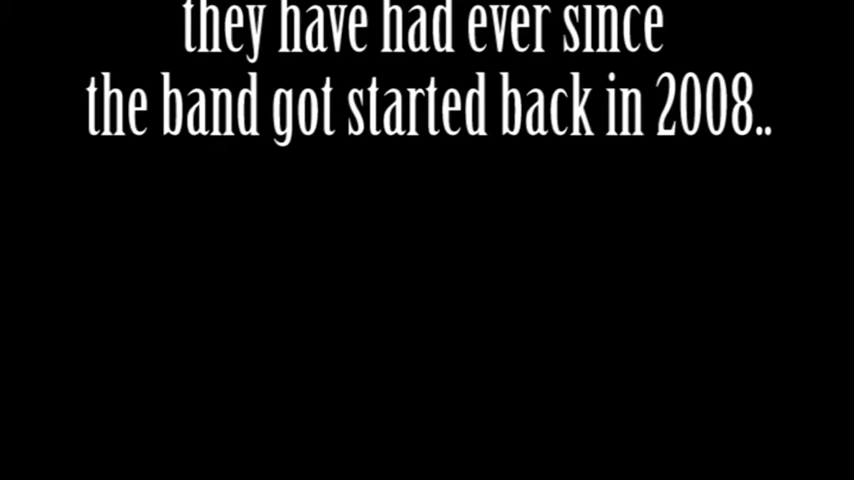 they have had ever since
the band got started back in 2008..